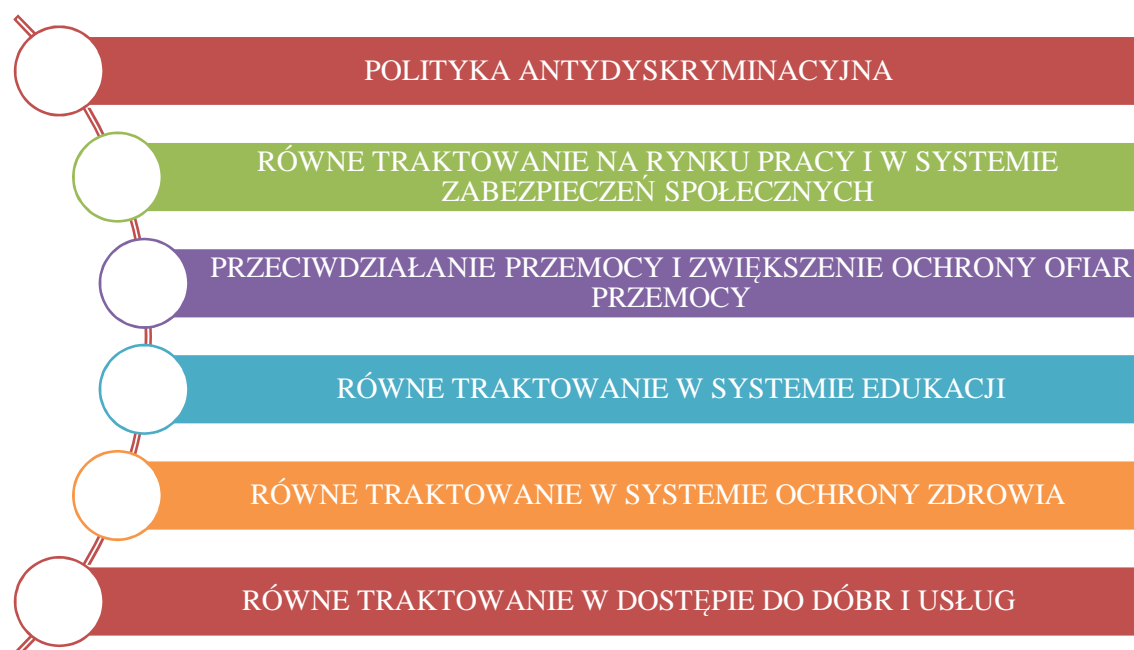 POLITYKA ANTYDYSKRYMINACYJNA
RÓWNE TRAKTOWANIE NA RYNKU PRACY I W SYSTEMIE
ZABEZPIECZEŃ SPOŁECZNYCH
PRZECIWDZIAŁANIE PRZEMOCY I ZWIĘKSZENIE OCHRONY OFIAR
PRZEMOCY
RÓWNE TRAKTOWANIE W SYSTEMIE EDUKACJI
RÓWNE TRAKTOWANIE W SYSTEMIE OCHRONY ZDROWIA
RÓWNE TRAKTOWANIE W DOSTĘPIE DO DÓBR I USŁUG